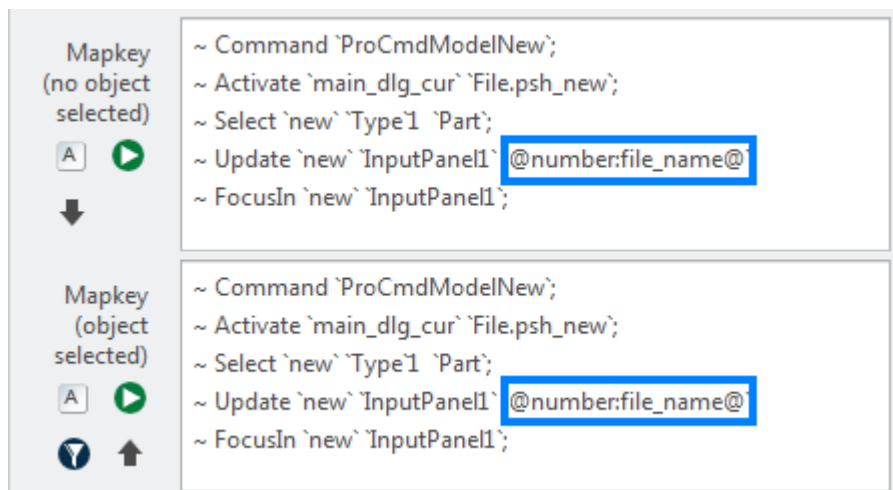 Mapkey
(no object
selected)
A
~ Command `ProCmdModelNew`;
~ Activate `main_dlg_cur` `File.psh_new`;
~ Select `new` `Type`1 `Part`;
~ Update `new` `InputPanel1` `@number:file_name@`
~ FocusIn `new` `InputPanel1`;
Mapkey
(object
selected)
A
~ Command `ProCmdModelNew`;
~ Activate `main_dlg_cur` `File.psh_new`;
~ Select `new` `Type`1 `Part`;
~ Update `new` `InputPanel1` `@number:file_name@`
~ FocusIn `new` `InputPanel1`;